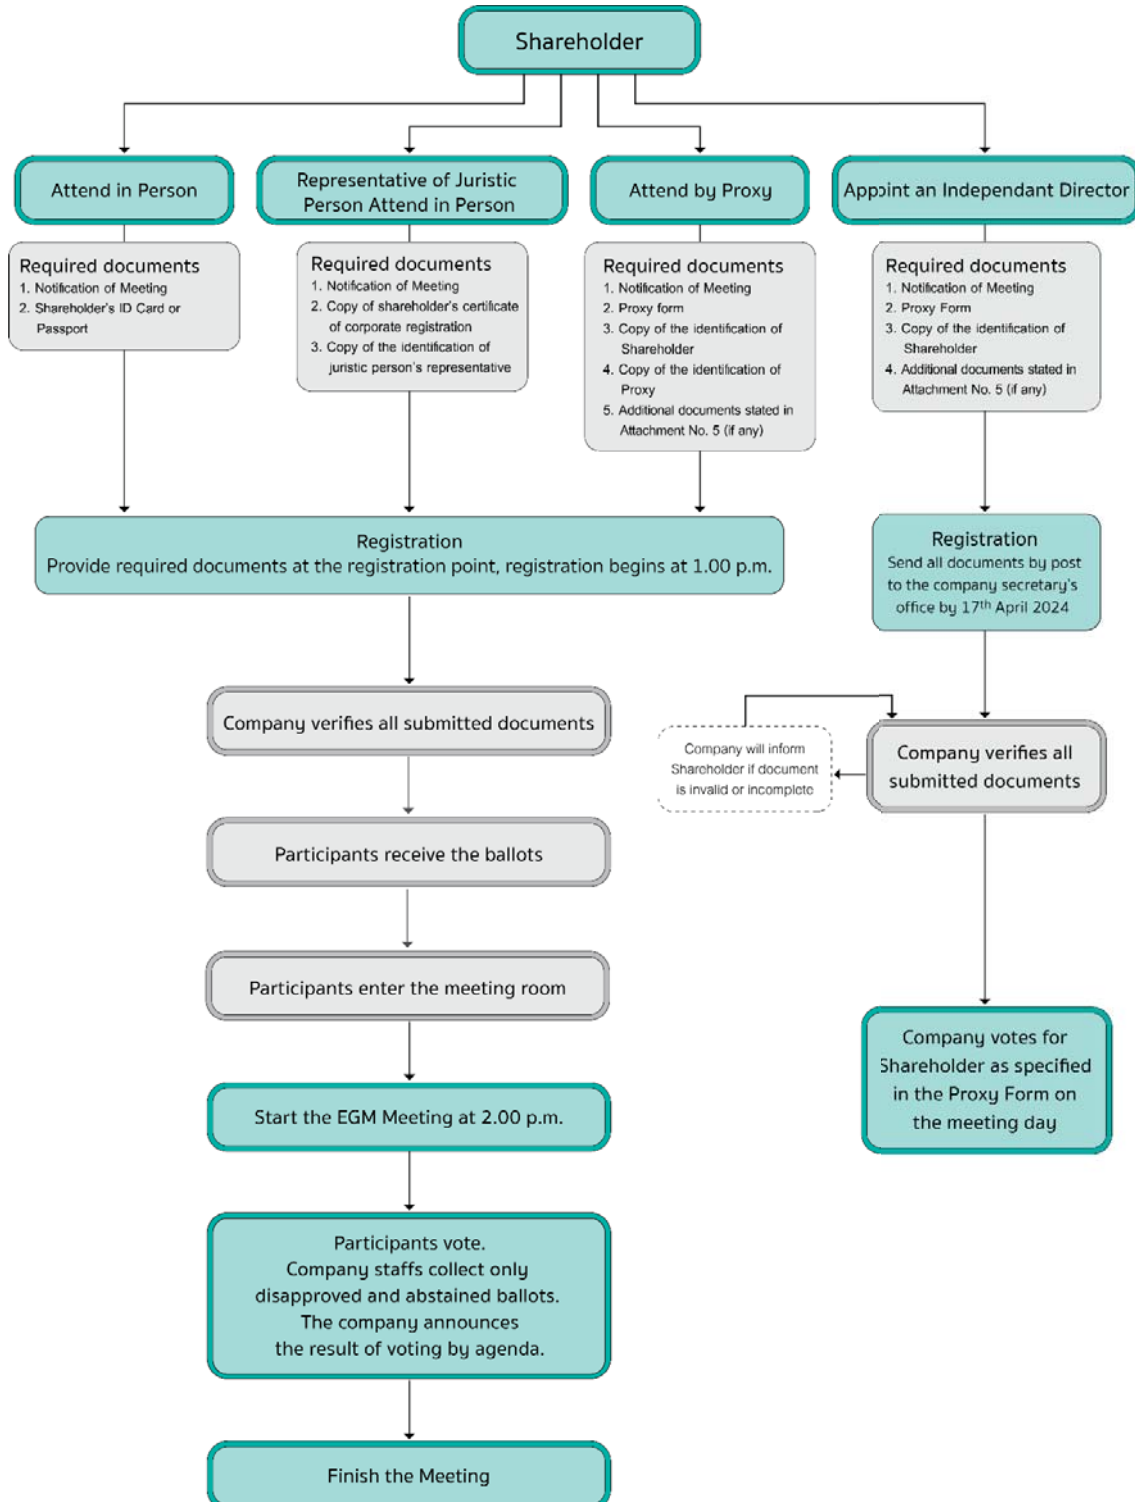 Shareholder
Attend in Person
Representative of Juristic
Person Attend in Person
Attend by Proxy
Appoint an Independant Director
Required documents
1. Notification of Meeting
2. Shareholder's ID Card or
Passport
Required documents
1. Notification of Meeting
2. Copy of shareholder's certificate
of corporate registration
3. Copy of the identification of
juristic person's representative
Required documents
1. Notification of Meeting
2. Proxy form
3. Copy of the identification of
Shareholder
4. Copy of the identification of
Proxy
5. Additional documents stated in
Attachment No. 5 (if any)
Required documents
1. Notification of Meeting
2. Proxy Form
3. Copy of the identification of
Shareholder
4. Additional documents stated in
Attachment No. 5 (if any)
Registration
Provide required documents at the registration point, registration begins at 1.00 p.m.
Registration
Send all documents by post
to the company secretary's
office by 17th April 2024
Company verifies all submitted documents
Company will inform
Shareholder if document
is invalid or incomplete
Company verifies all
submitted documents
Participants receive the ballots
Participants enter the meeting room
Company votes for
Shareholder as specified
in the Proxy Form on
the meeting day
Start the EGM Meeting at 2.00 p.m.
Participants vote.
Company staffs collect only
disapproved and abstained ballots.
The company announces
the result of voting by agenda.
Finish the Meeting